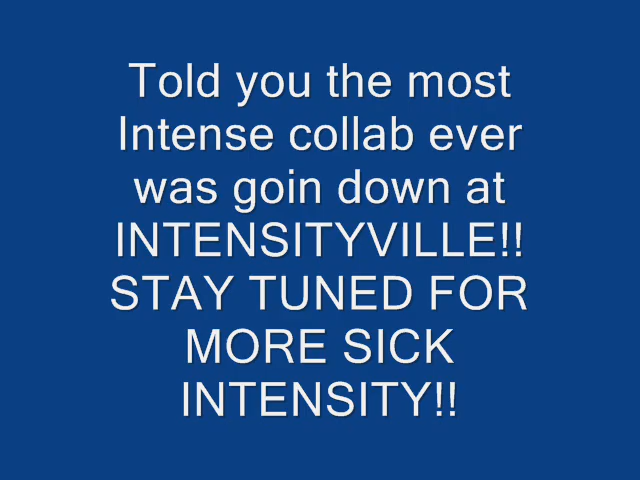 Told you the most
Intense collab ever
was goin down at
INTENSITYVILLE!!
STAY TUNED FOR
MORE SICK
INTENSITY!!